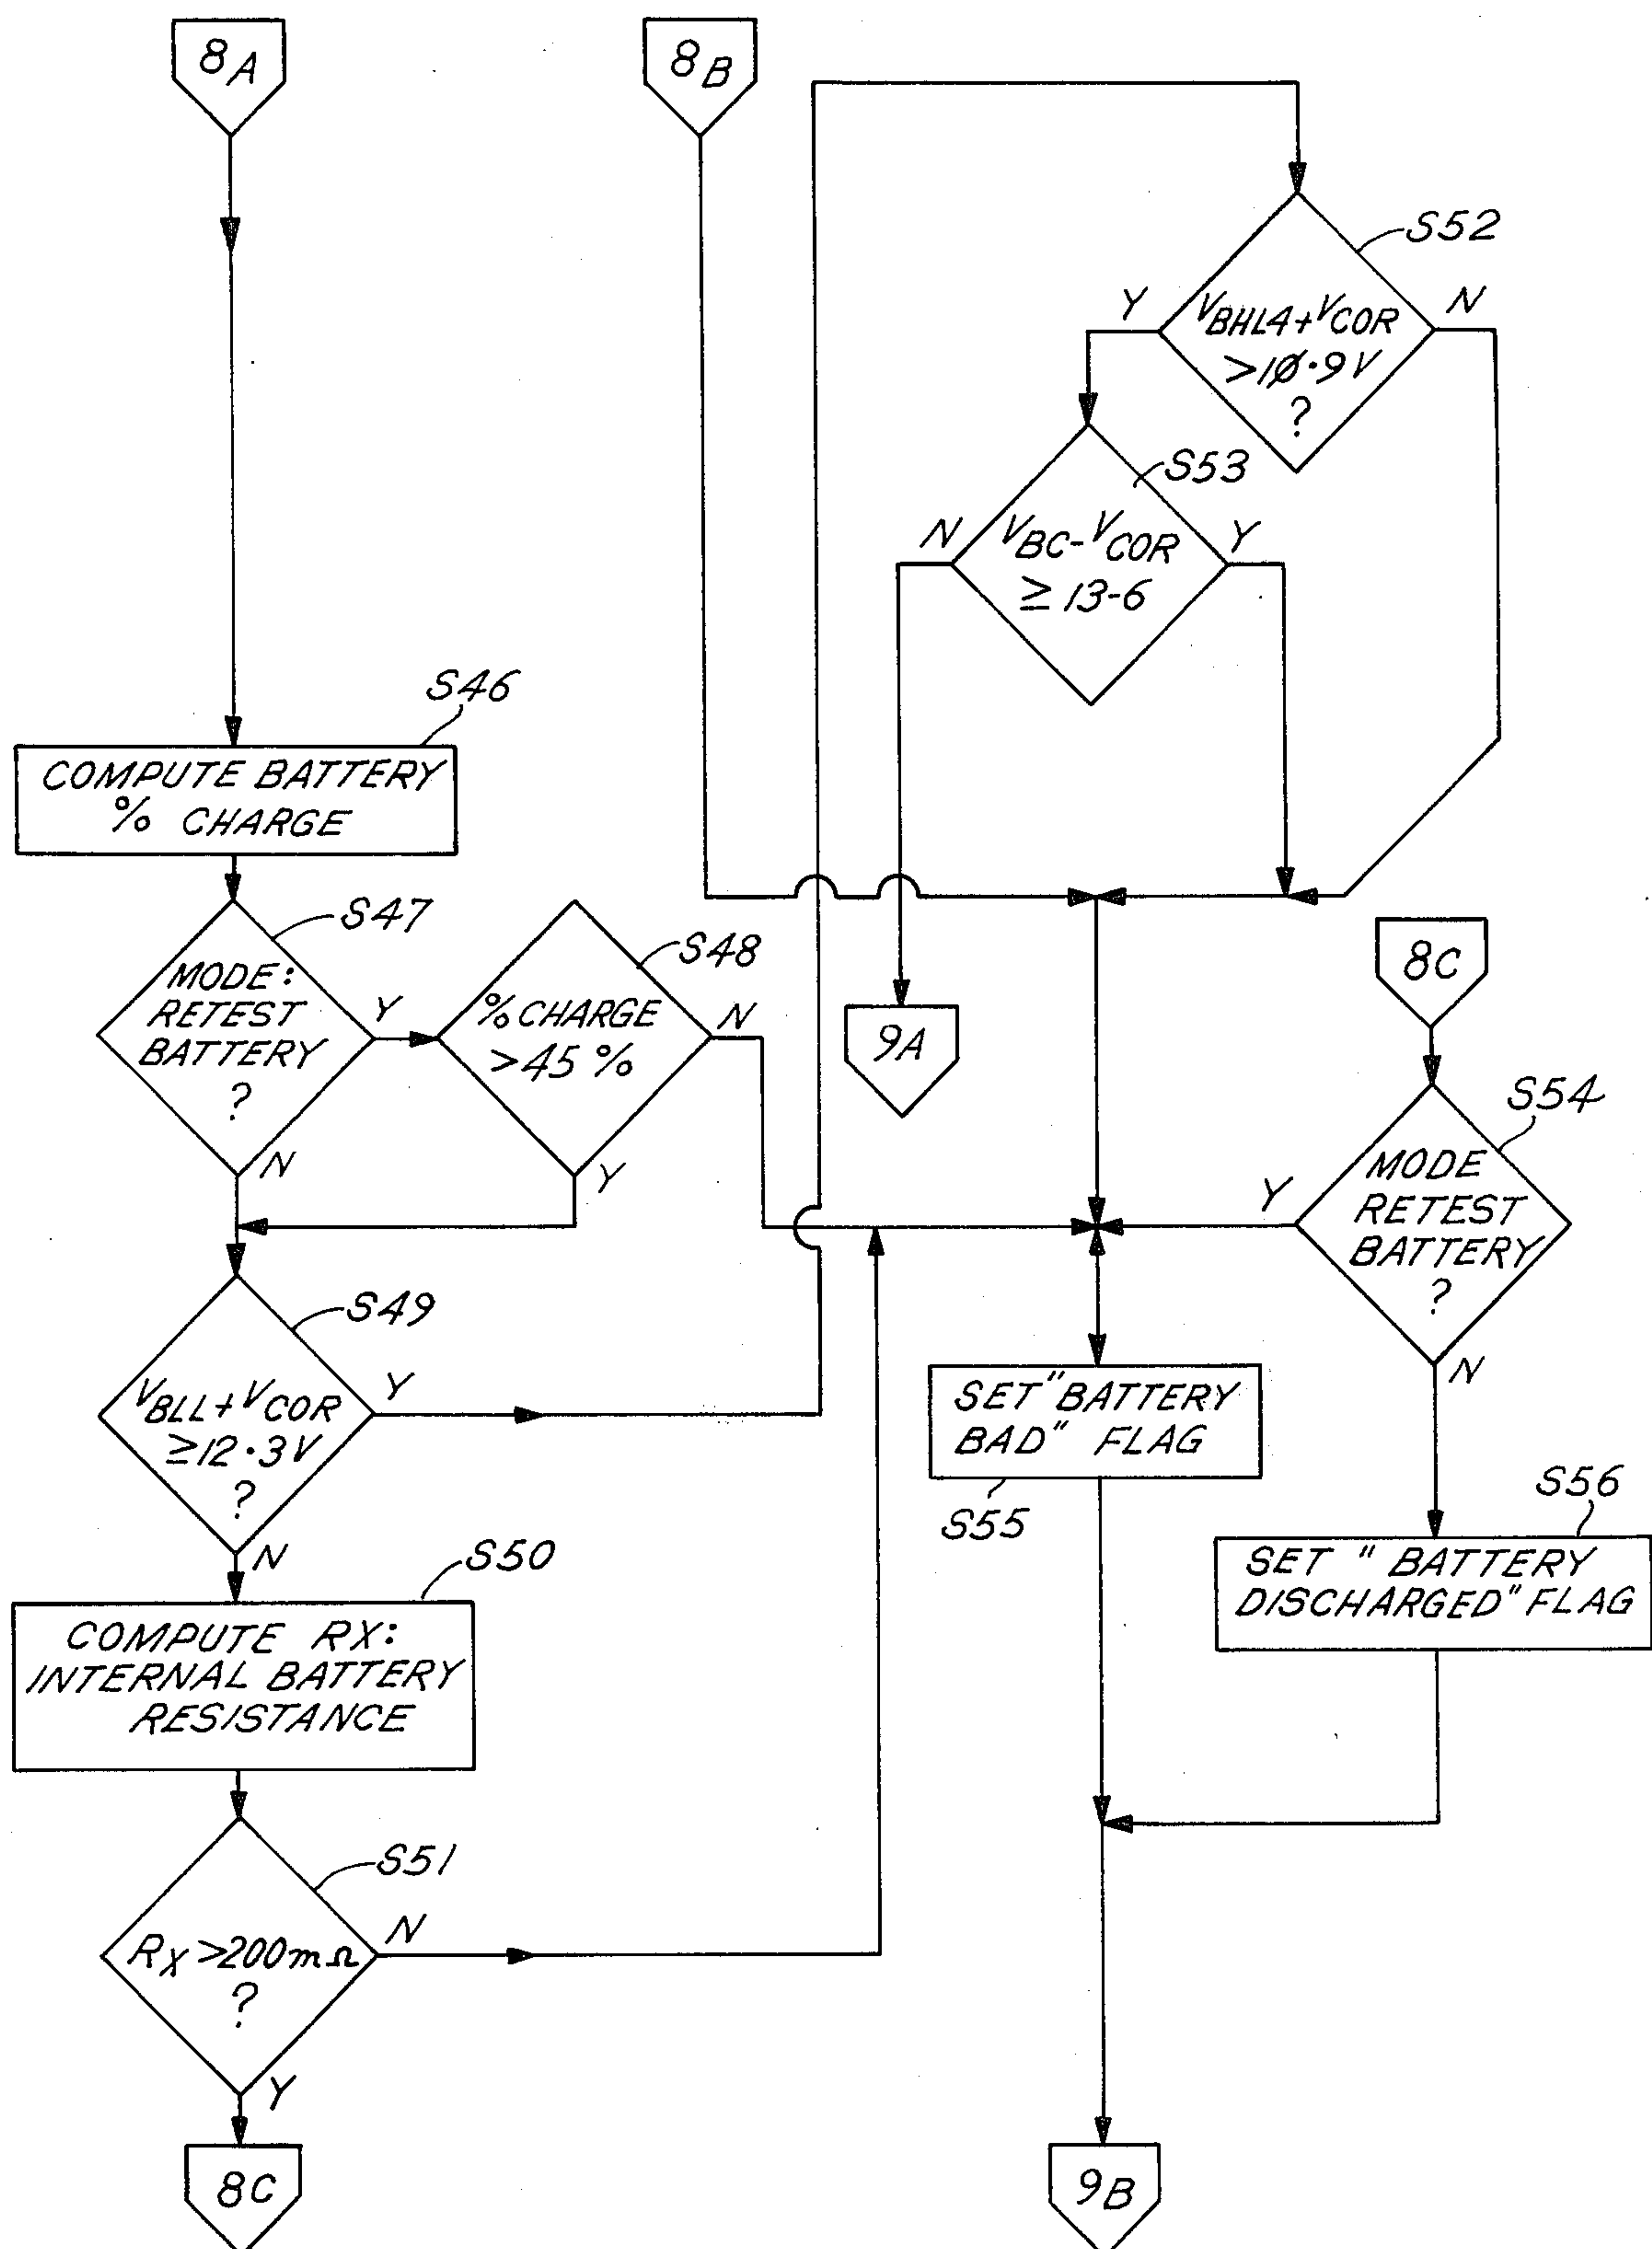 8A
8B
S52
Y
VBHL4+VCOR
N
>1Ø.9V
?
S53
N
VBC-VCOR
Y
≥13-6
S46
COMPUTE BATTERY
% CHARGE
S47
MODE:
RETEST
BATTERY
?
Y
N
S48
% CHARGE
>45 %
N
Y
9A
8C
S54
MODE
RETEST
BATTERY
?
Y
N
S49
VBLL+VCOR
≥12.3V
?
Y
N
SET "BATTERY
BAD" FLAG
S55
S56
SET "BATTERY
DISCHARGED" FLAG
S50
COMPUTE RX:
INTERNAL BATTERY
RESISTANCE
S51
RX >200mΩ
?
N
Y
8C
9B